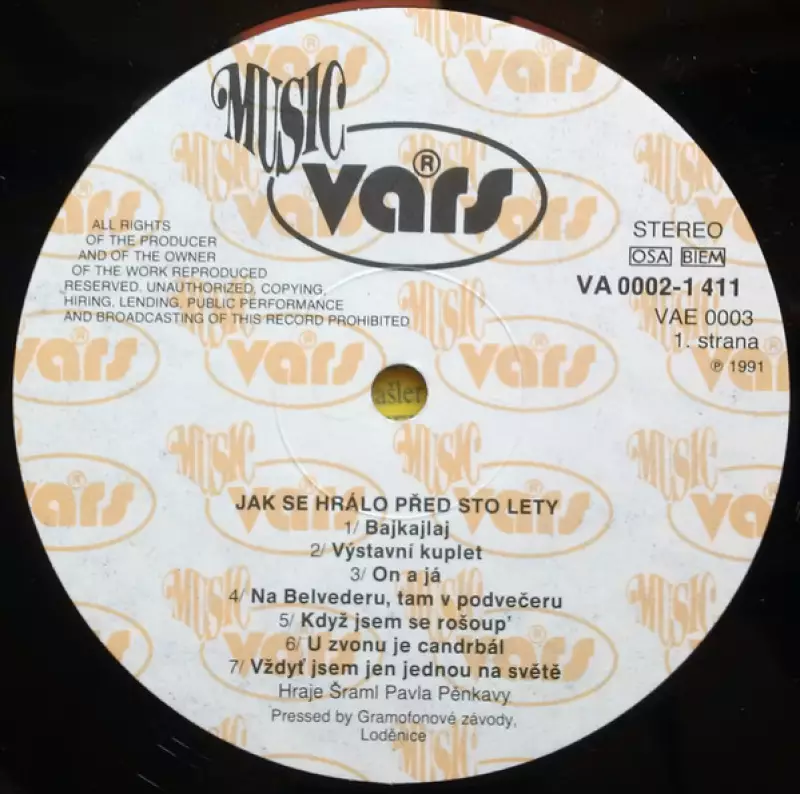 MUSIC
vars®
ALL RIGHTS
OF THE PRODUCER
AND OF THE OWNER
OF THE WORK REPRODUCED
RESERVED. UNAUTHORIZED, COPYING,
HIRING, LENDING, PUBLIC PERFORMANCE
AND BROADCASTING OF THIS RECORD PROHIBITED
STEREO
OSA BIEM
VA 0002-1 411
VAE 0003
1. strana
℗ 1991
JAK SE HRÁLO PŘED STO LETY
1/ Bajkajlaj
2/ Výstavní kuplet
3/ On a já
4/ Na Belvederu, tam v podvečeru
5/ Když jsem se rošoup'
6/ U zvonu je candrbál
7/ Vždyť jsem jen jednou na světě
Hraje Šraml Pavla Pěnkavy
Pressed by Gramofonové závody,
Loděnice